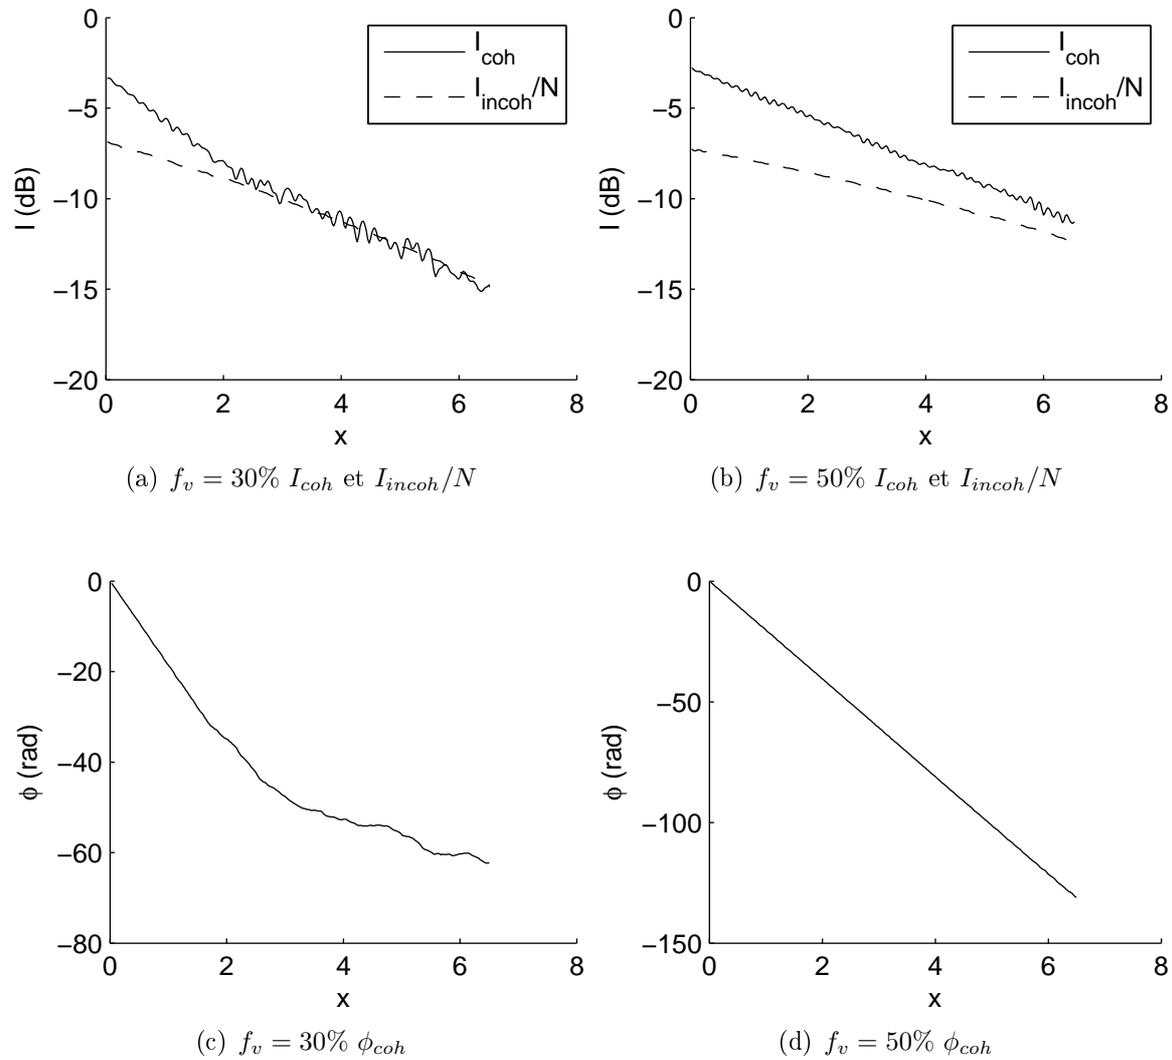 0
−5
−10
−15
−20
I (dB)
0 2 4 6 8
x
I_coh
I_incoh/N
(a) f_v = 30% I_coh et I_incoh/N
0
−5
−10
−15
−20
I (dB)
0 2 4 6 8
x
I_coh
I_incoh/N
(b) f_v = 50% I_coh et I_incoh/N
0
−20
−40
−60
−80
ϕ (rad)
0 2 4 6 8
x
(c) f_v = 30% ϕ_coh
0
−50
−100
−150
ϕ (rad)
0 2 4 6 8
x
(d) f_v = 50% ϕ_coh